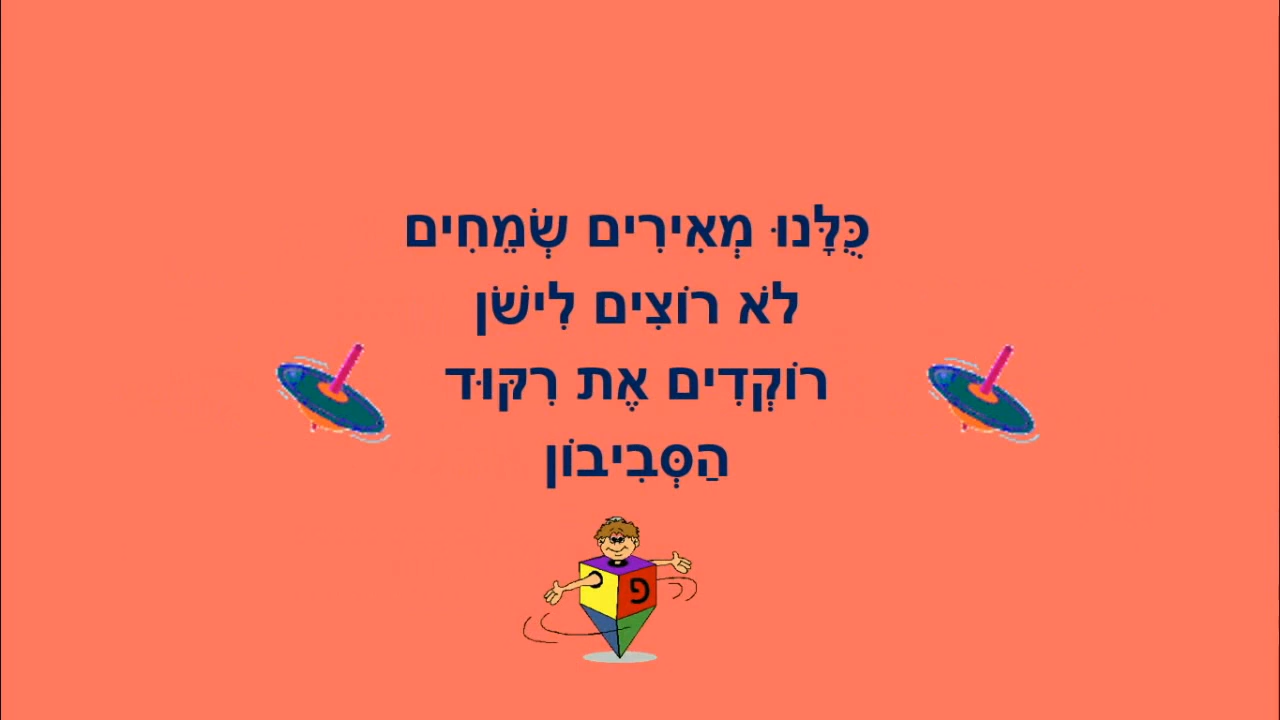 כֻּלָּנוּ מְאִירִים שְׂמֵחִים
לֹא רוֹצִים לִישֹׁן
רוֹקְדִים אֶת רִקּוּד
הַסְּבִיבוֹן
פ